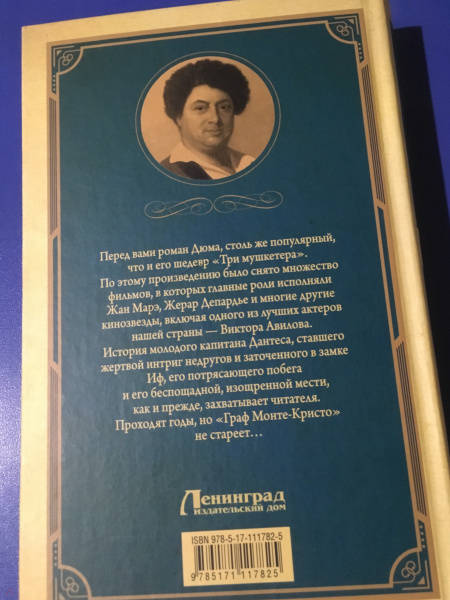 Перед вами роман Дюма, столь же популярный,
что и его шедевр «Три мушкетера».
По этому произведению было снято множество
фильмов, в которых главные роли исполняли
Жан Марэ, Жерар Депардье и многие другие
кинозвезды, включая одного из лучших актеров
нашей страны — Виктора Авилова.
История молодого капитана Дантеса, ставшего
жертвой интриг недругов и заточенного в замке
Иф, его потрясающего побега
и его беспощадной, изощренной мести,
как и прежде, захватывает читателя.
Проходят годы, но «Граф Монте-Кристо»
не стареет…
Ленинград
издательский дом
ISBN 978-5-17-111782-5
9785171117825